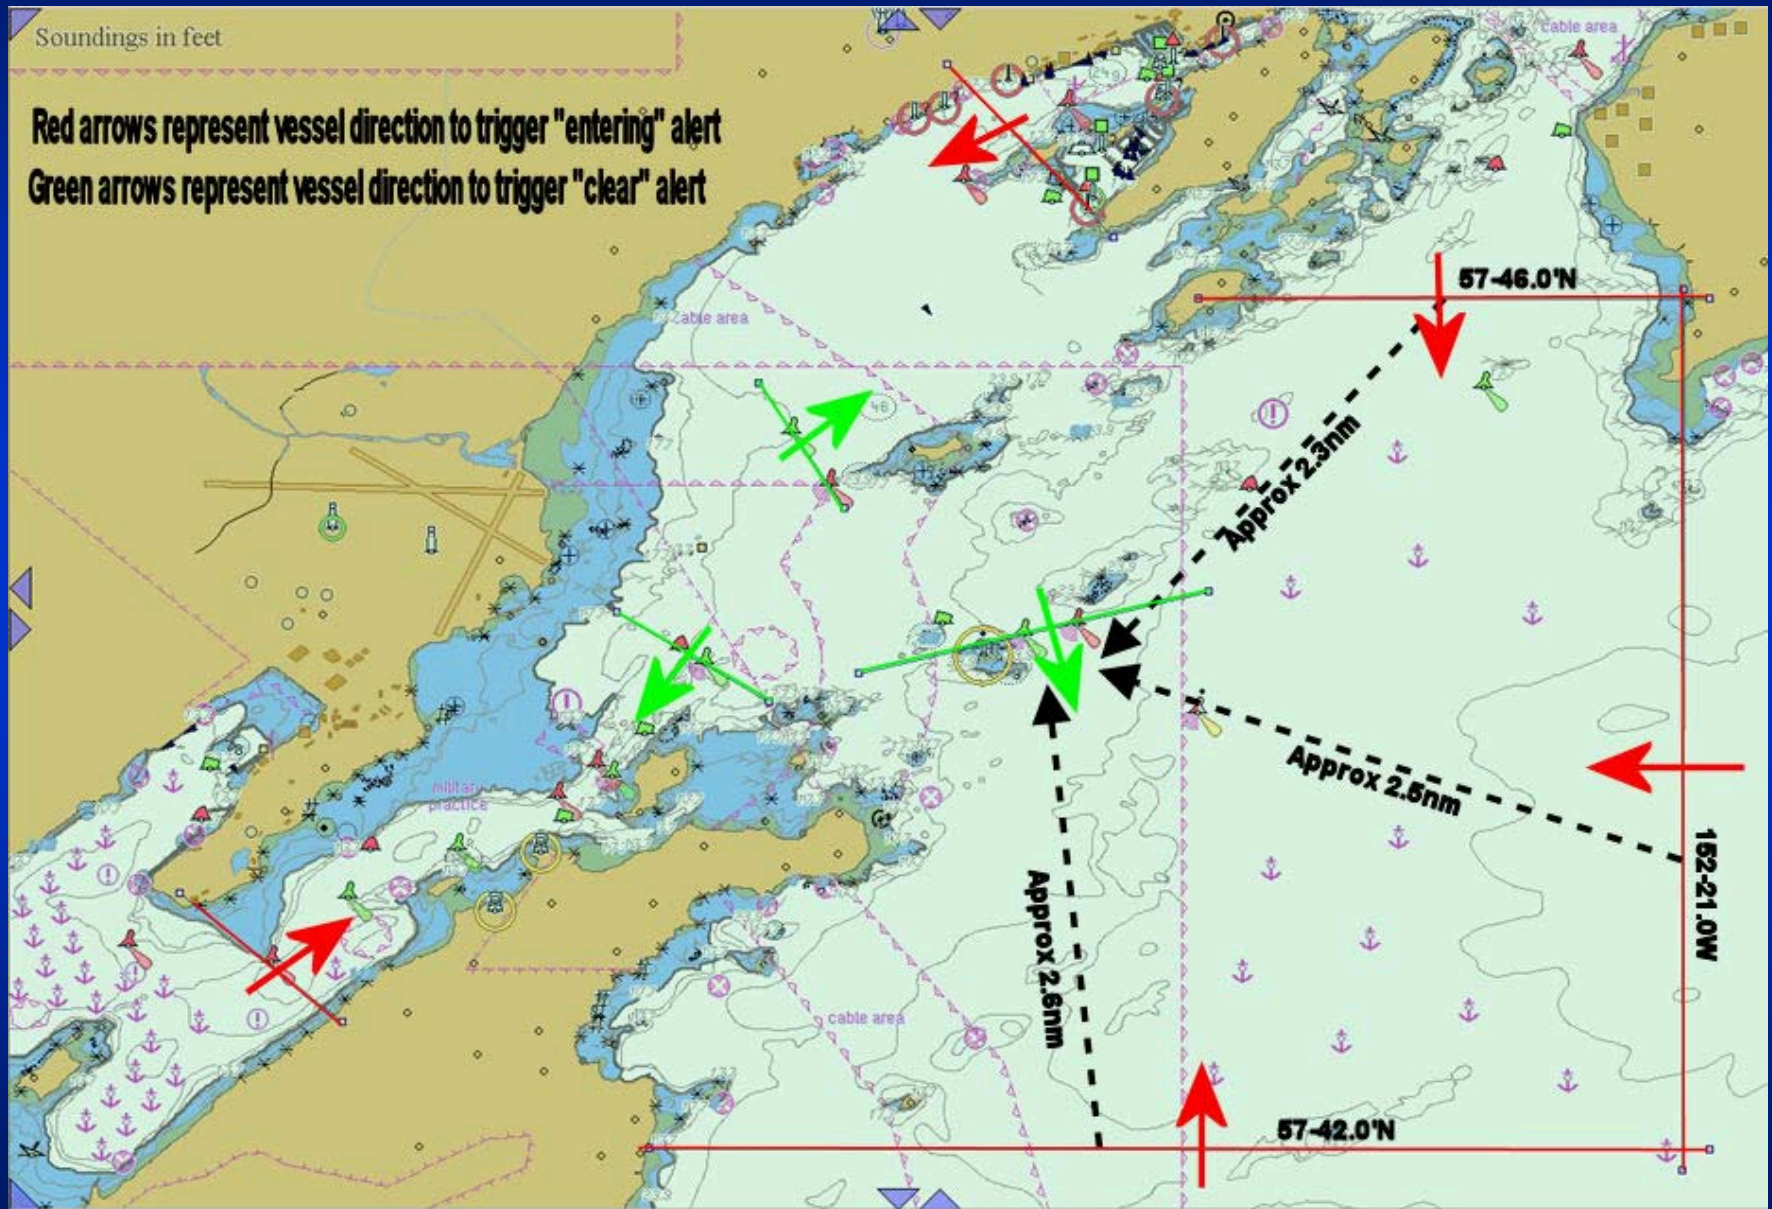 Soundings in feet
cable area
Red arrows represent vessel direction to trigger "entering" alert
Green arrows represent vessel direction to trigger "clear" alert
57-46.0'N
cable area
46
Approx 2.3nm
military
practice
Approx 2.5nm
152-21.0W
Approx 2.6nm
cable area
57-42.0'N